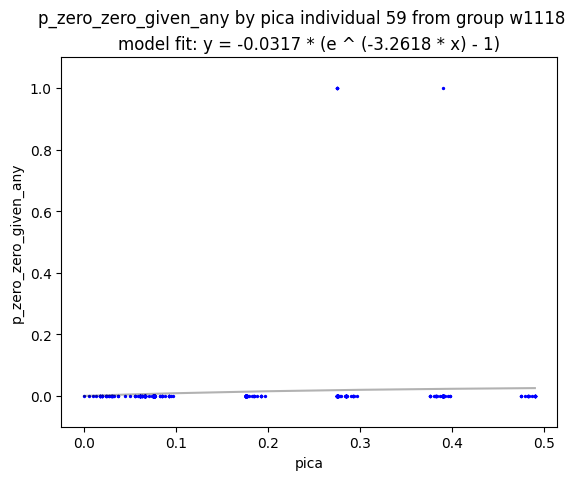 p_zero_zero_given_any by pica individual 59 from group w1118
model fit: y = -0.0317 * (e ^ (-3.2618 * x) - 1)
p_zero_zero_given_any
1.0
0.8
0.6
0.4
0.2
0.0
0.0 0.1 0.2 0.3 0.4 0.5
pica